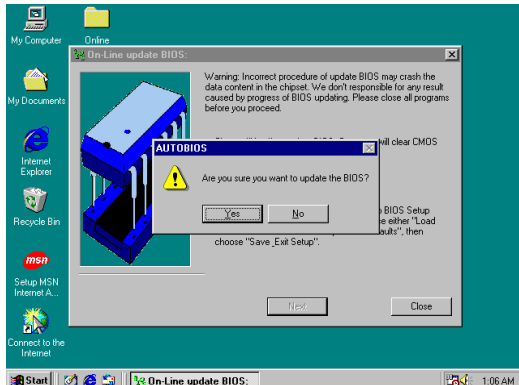 My Computer
Online
My Documents
Internet
Explorer
Recycle Bin
msn
Setup MSN
Internet A...
Connect to the
Internet
On-Line update BIOS:
Warning: Incorrect procedure of update BIOS may crash the
data content in the chipset. We don't responsible for any result
caused by progress of BIOS updating. Please close all programs
before you proceed.
will clear CMOS
AUTOBIOS
Are you sure you want to update the BIOS?
Yes
No
BIOS Setup
either "Load
then
choose "Save_Exit Setup".
Next
Close
Start
On-Line update BIOS:
1:06 AM